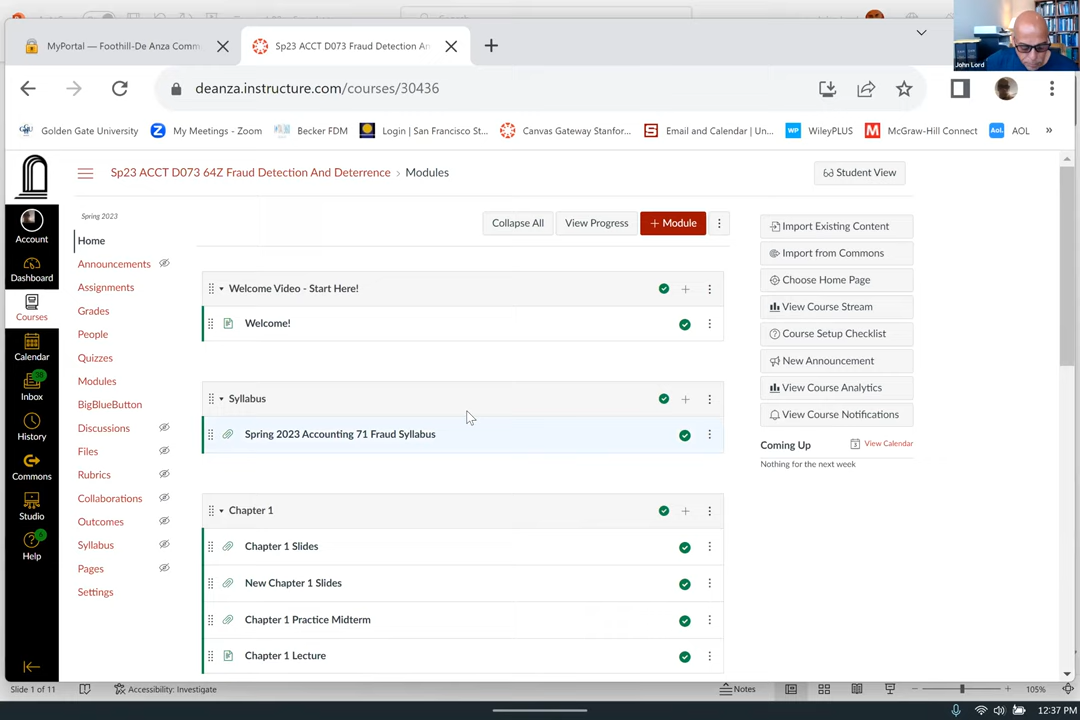 MyPortal — Foothill-De Anza Comm
Sp23 ACCT D073 Fraud Detection An
John Lord
deanza.instructure.com/courses/30436
Golden Gate University
My Meetings - Zoom
Becker FDM
Login | San Francisco St...
Canvas Gateway Stanfor...
Email and Calendar | Un...
WP
WileyPLUS
McGraw-Hill Connect
Aol.
AOL
»
Sp23 ACCT D073 64Z Fraud Detection And Deterrence › Modules
Student View
Spring 2023
Collapse All
View Progress
+ Module
Account
Dashboard
Courses
Calendar
Inbox
History
Commons
Studio
Help
Home
Announcements
Assignments
Grades
People
Quizzes
Modules
BigBlueButton
Discussions
Files
Rubrics
Collaborations
Outcomes
Syllabus
Pages
Settings
Welcome Video - Start Here!
Welcome!
Syllabus
Spring 2023 Accounting 71 Fraud Syllabus
Chapter 1
Chapter 1 Slides
New Chapter 1 Slides
Chapter 1 Practice Midterm
Chapter 1 Lecture
Import Existing Content
Import from Commons
Choose Home Page
View Course Stream
Course Setup Checklist
New Announcement
View Course Analytics
View Course Notifications
Coming Up
View Calendar
Nothing for the next week
Slide 1 of 11
Accessibility: Investigate
Notes
105%
12:37 PM